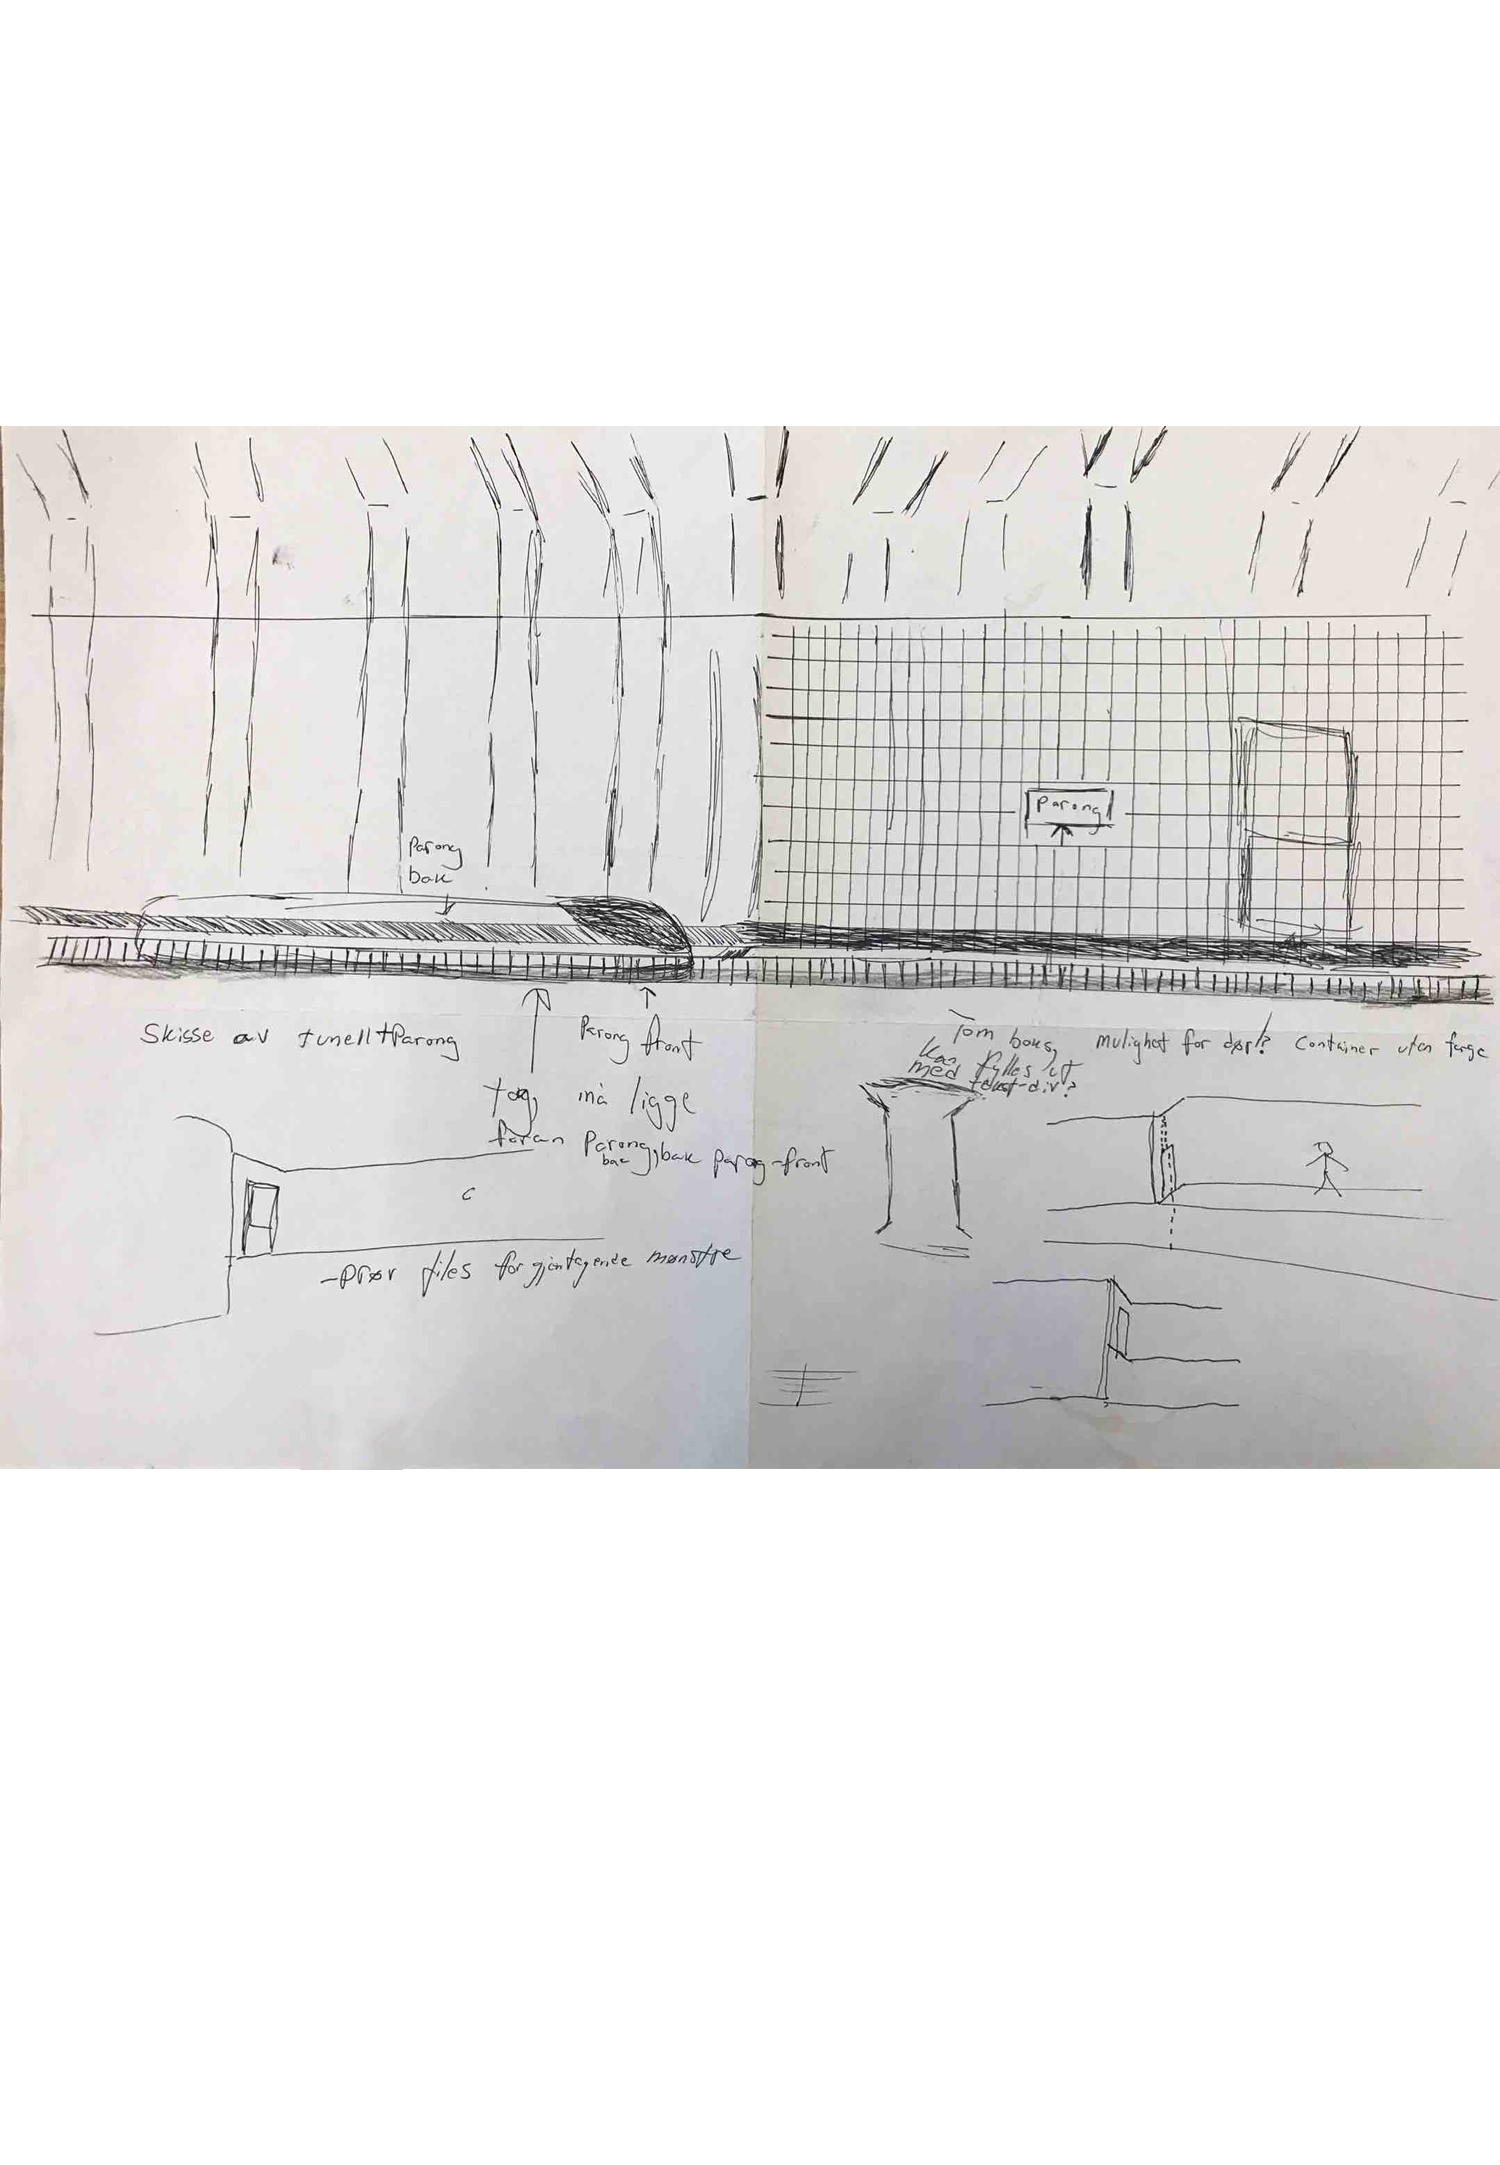 Parong
bak
Parong
Skisse av tunell+Parong
Parong front
tog, må ligge
foran Parong bak, bak parong-front
-prøv tiles for gjentagende mønstre
Tom boks, mulighet for dør!? Container uten farge
kan fylles ut
med tekst-div?
c